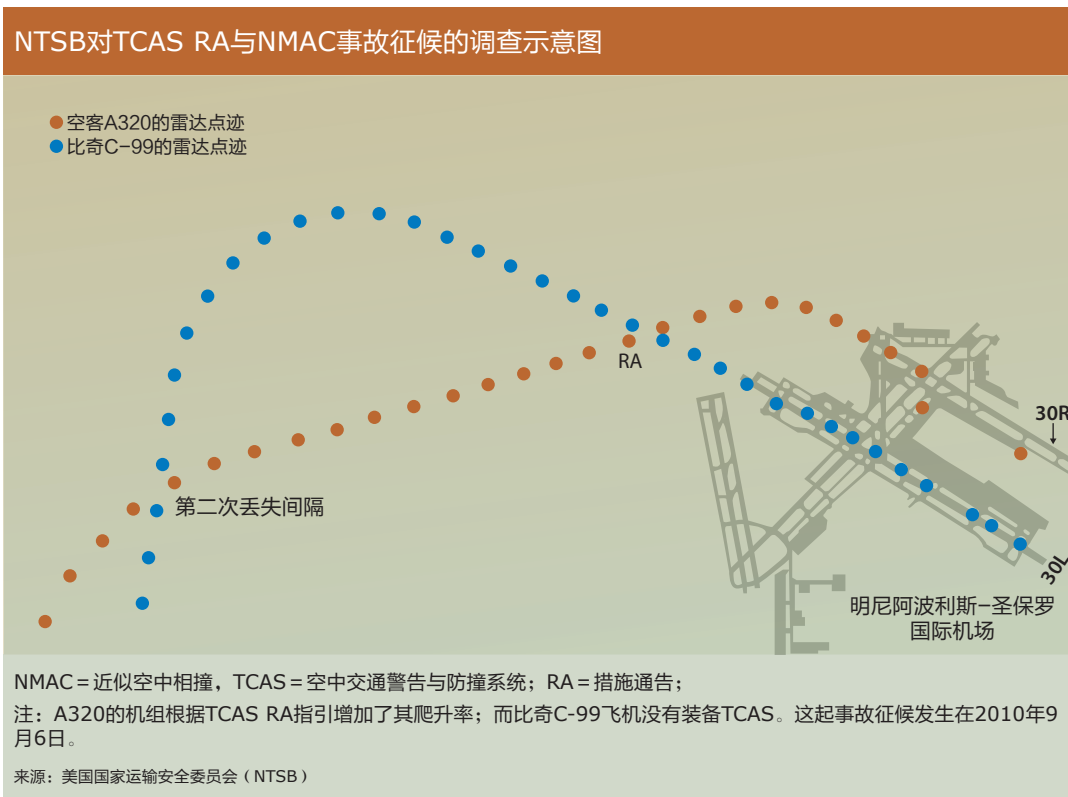 NTSB对TCAS RA与NMAC事故征候的调查示意图
空客A320的雷达点迹
比奇C-99的雷达点迹
RA
30R
第二次丢失间隔
30L
明尼阿波利斯-圣保罗
国际机场
NMAC=近似空中相撞，TCAS=空中交通警告与防撞系统；RA=措施通告；
注：A320的机组根据TCAS RA指引增加了其爬升率；而比奇C-99飞机没有装备TCAS。这起事故征候发生在2010年9
月6日。
来源：美国国家运输安全委员会（NTSB）